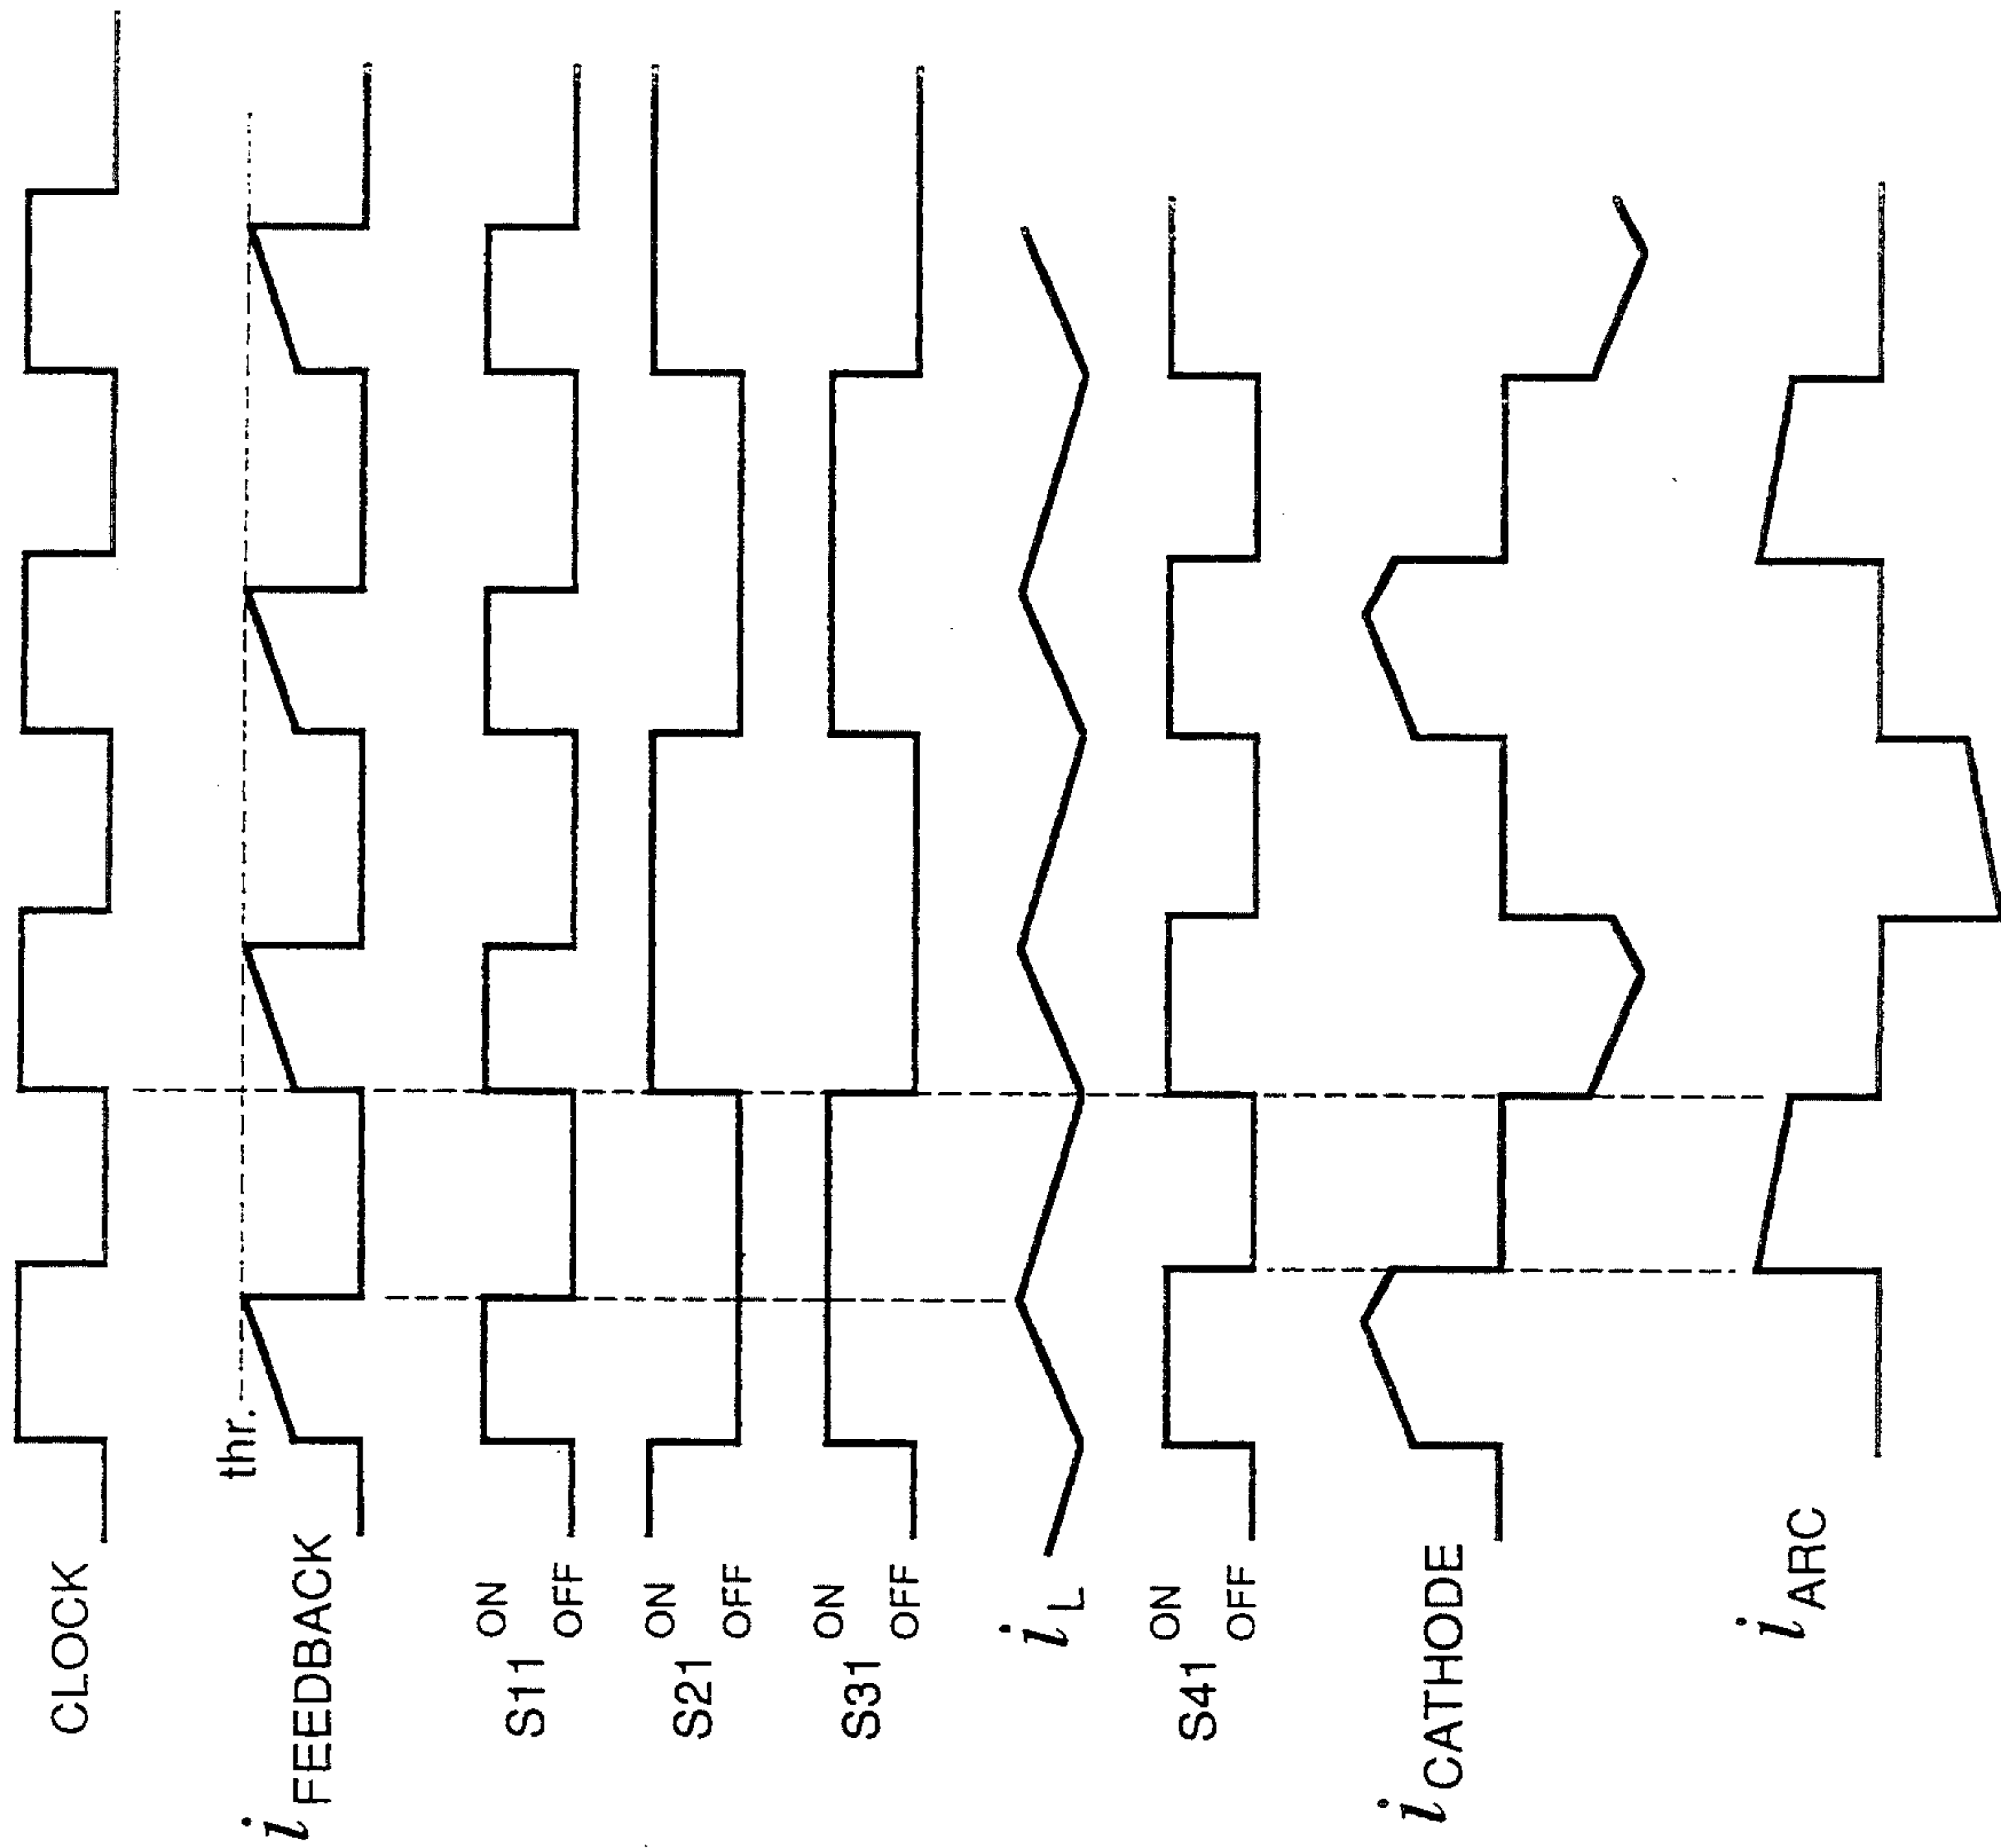 CLOCK
thr.
i FEEDBACK
S11 ON
OFF
S21 ON
OFF
S31 ON
OFF
i L
S41 ON
OFF
i CATHODE
i ARC